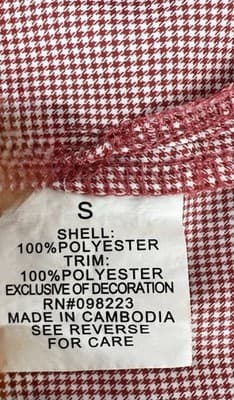 S
SHELL:
100%POLYESTER
TRIM:
100%POLYESTER
EXCLUSIVE OF DECORATION
RN#098223
MADE IN CAMBODIA
SEE REVERSE
FOR CARE